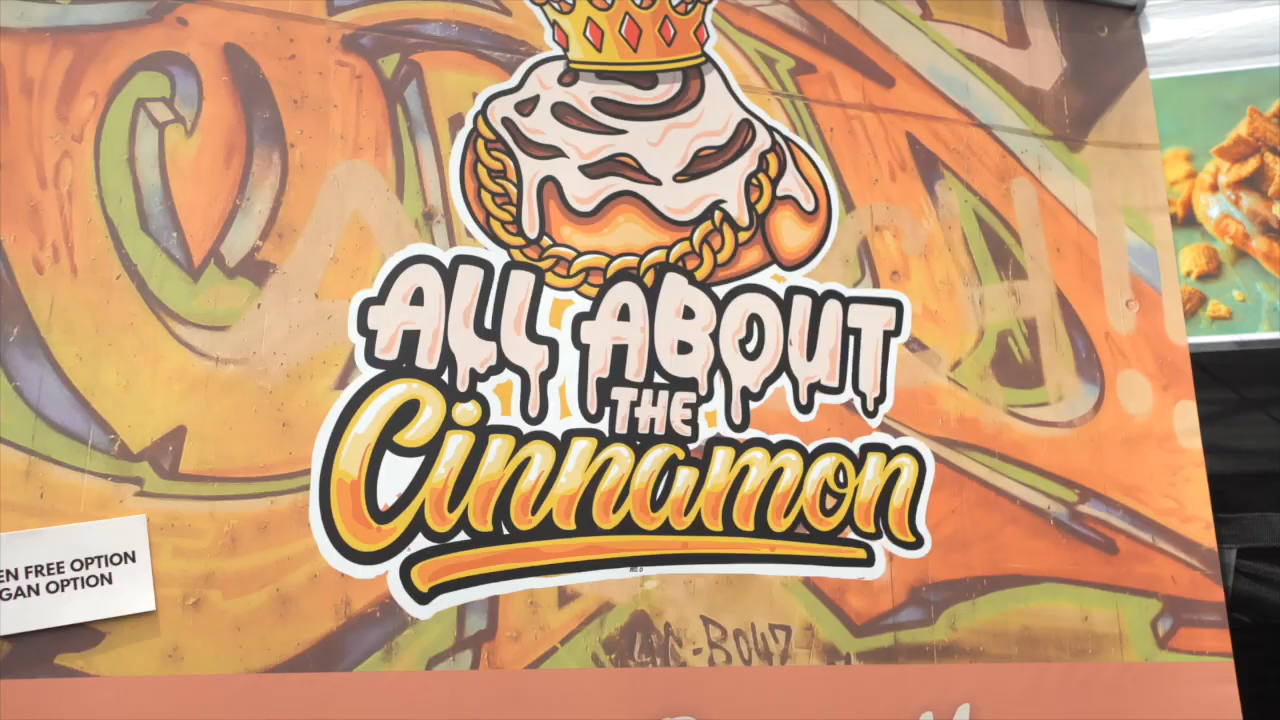 ALL ABOUT
THE
Cinnamon
EN FREE OPTION
GAN OPTION